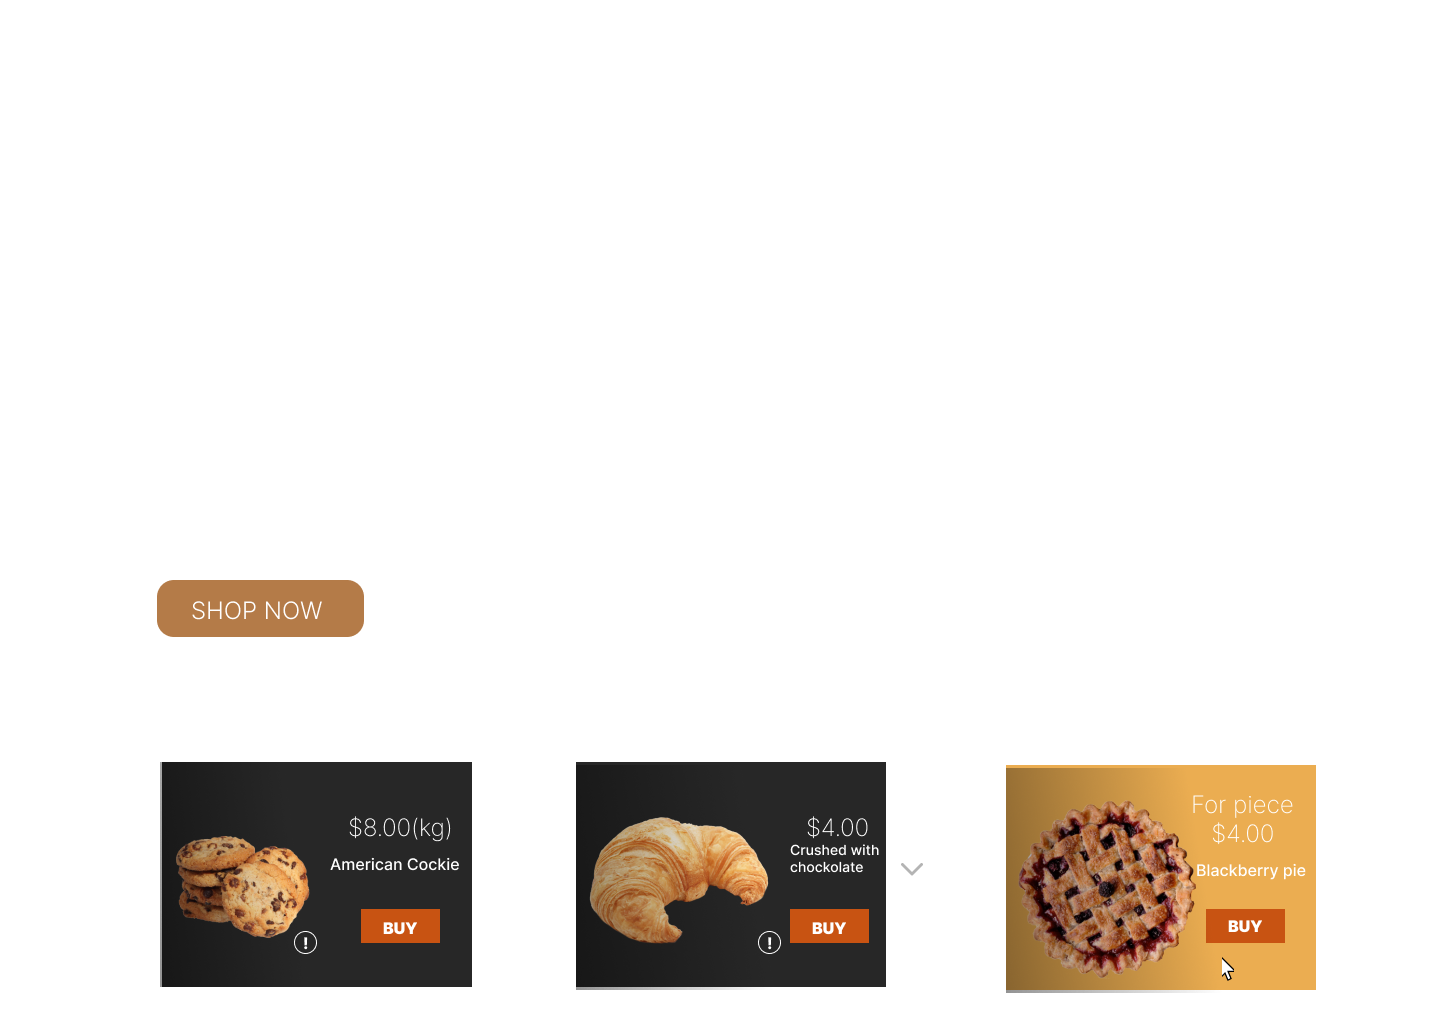 SHOP NOW
$8.00(kg)
American Cockie
BUY
$4.00
Crushed with
chockolate
BUY
For piece
$4.00
Blackberry pie
BUY